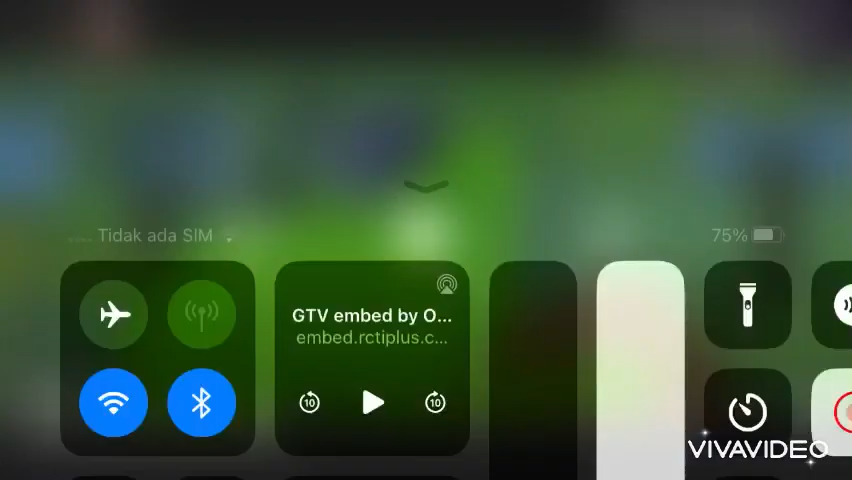 Tidak ada SIM
75%
GTV embed by O...
embed.rctiplus.c...
10
10
VIVAVIDEO